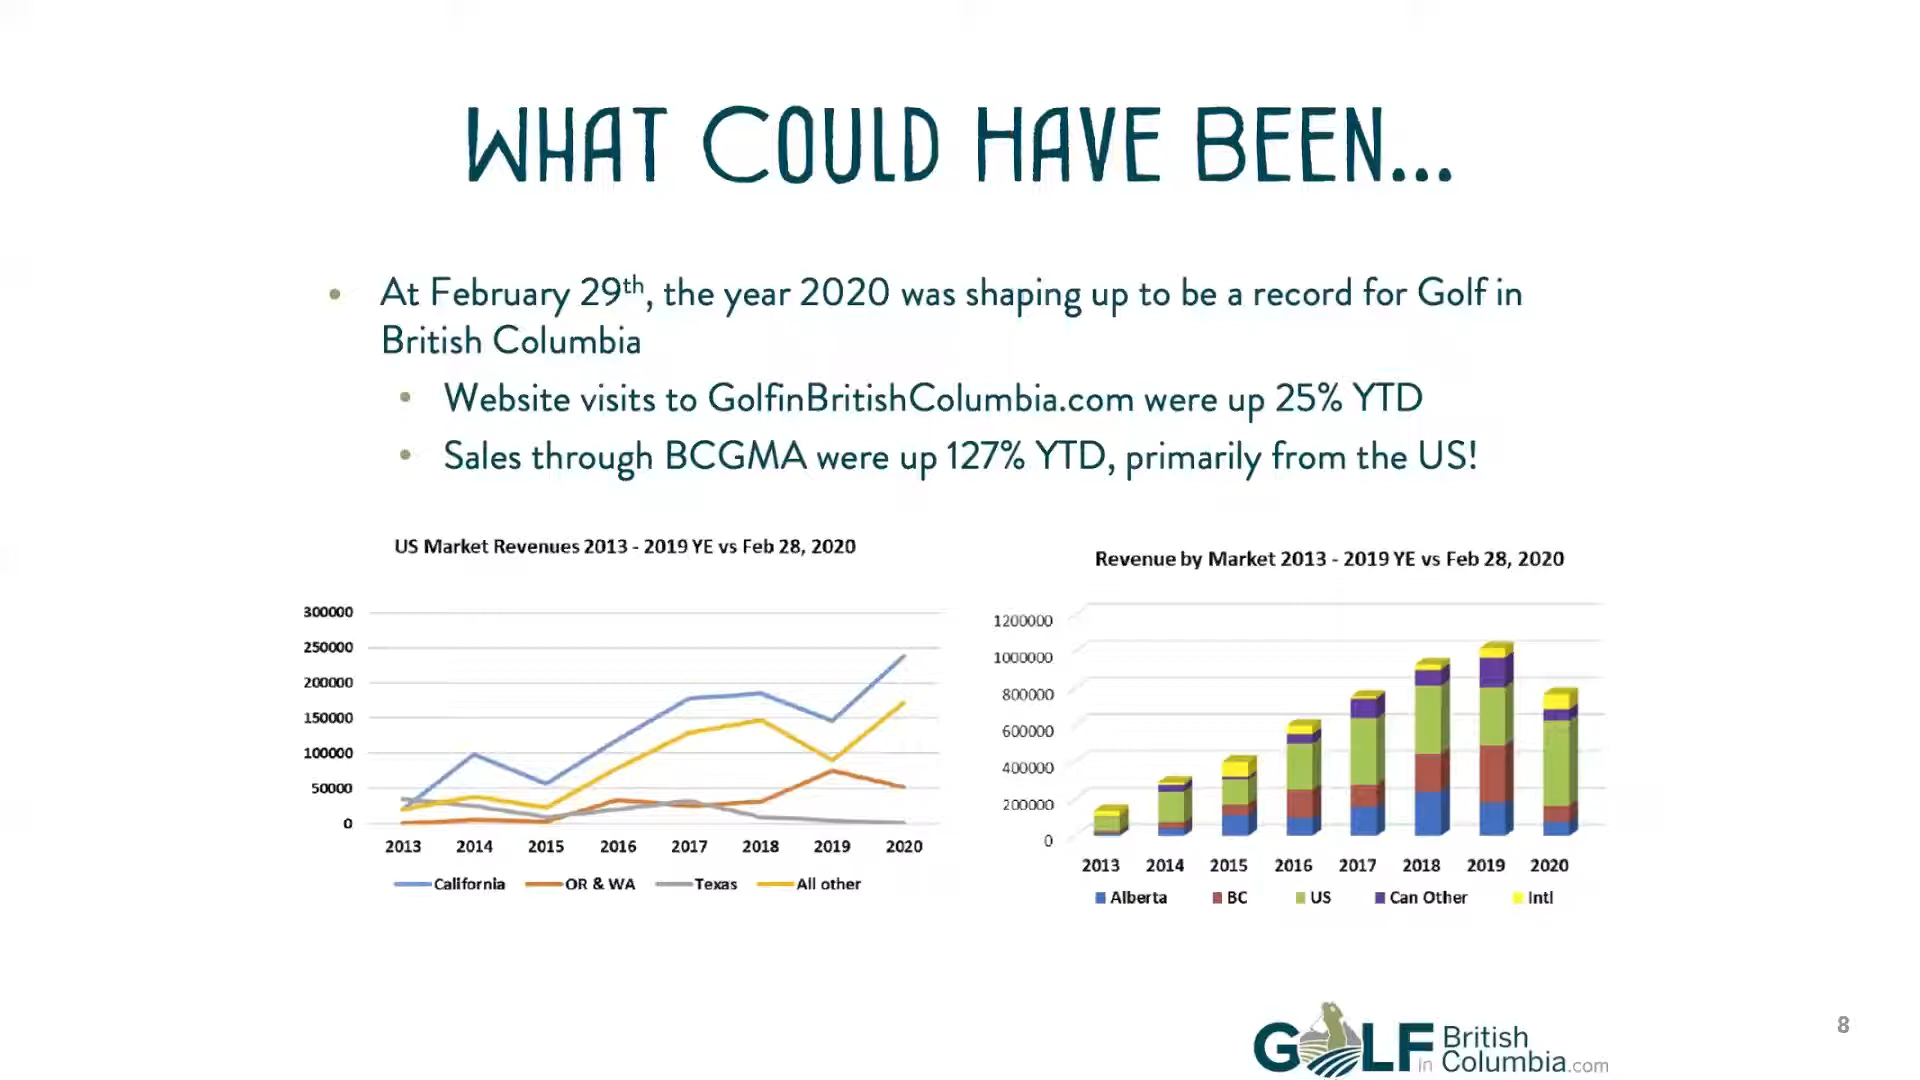 WHAT COULD HAVE BEEN...
• At February 29th, the year 2020 was shaping up to be a record for Golf in
British Columbia
• Website visits to GolfinBritishColumbia.com were up 25% YTD
• Sales through BCGMA were up 127% YTD, primarily from the US!
US Market Revenues 2013 - 2019 YE vs Feb 28, 2020
300000
250000
200000
150000
100000
50000
0
2013 2014 2015 2016 2017 2018 2019 2020
California OR & WA Texas All other
Revenue by Market 2013 - 2019 YE vs Feb 28, 2020
1200000
1000000
800000
600000
400000
200000
0
2013 2014 2015 2016 2017 2018 2019 2020
Alberta BC US Can Other Intl
GOLF in British Columbia.com
8